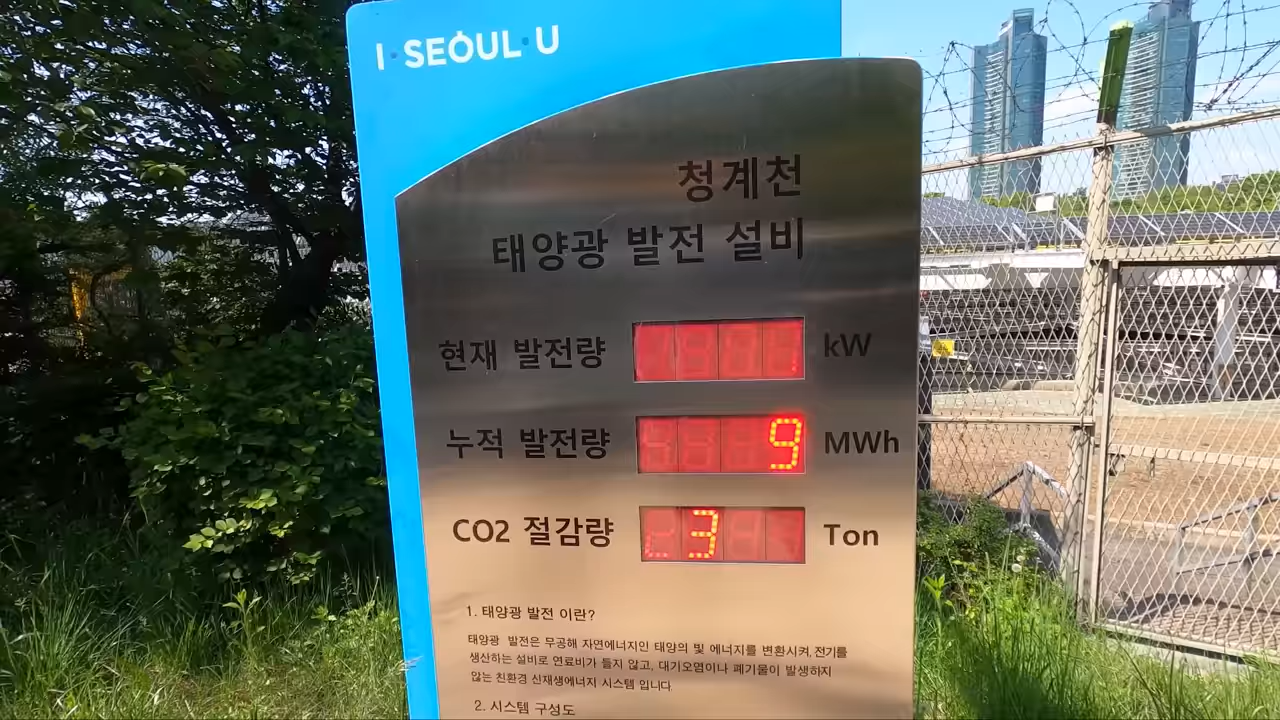 I·SEOUL·U
청계천
태양광 발전 설비
현재 발전량 kW
누적 발전량 9 MWh
CO2 절감량 3 Ton
1. 태양광 발전 이란?
태양광 발전은 무공해 자연에너지인 태양의 빛 에너지를 변환시켜 전기를
생산하는 설비로 연료비가 들지 않고, 대기오염이나 폐기물이 발생하지
않는 친환경 신재생에너지 시스템 입니다.
2. 시스템 구성도